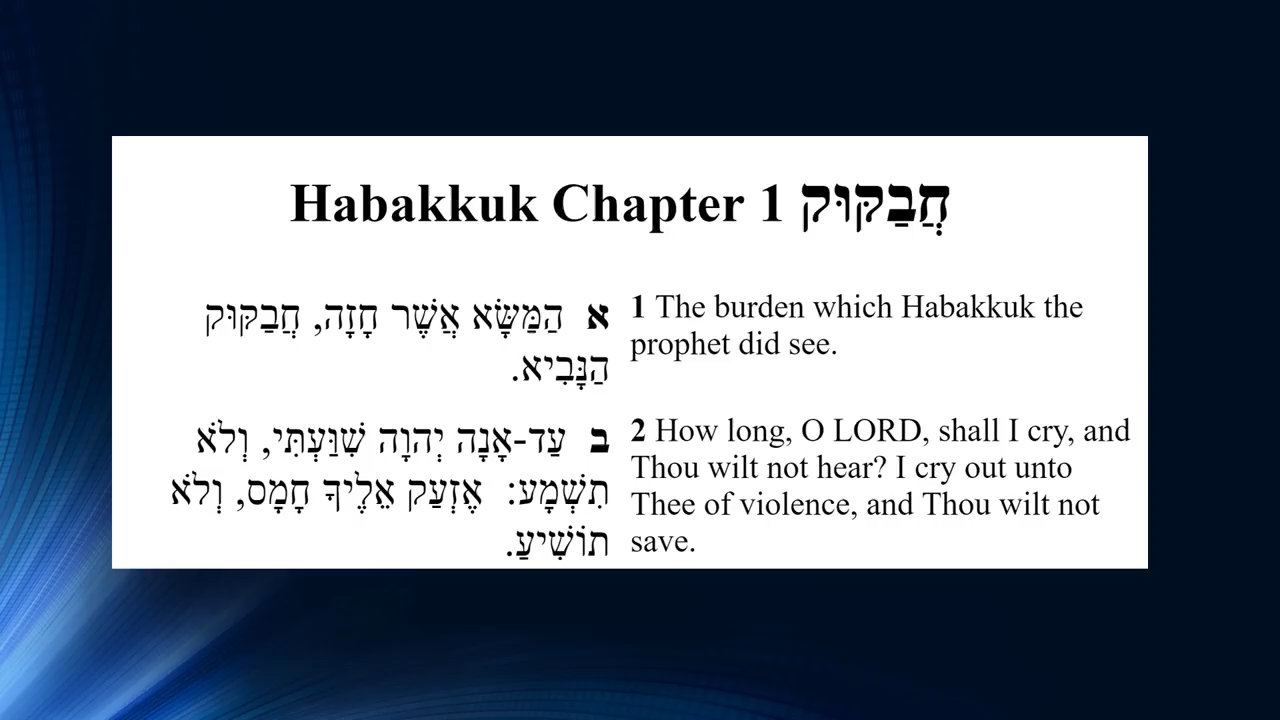 Habakkuk Chapter 1 חֲבַקּוּק
א הַמַּשָּׂא אֲשֶׁר חָזָה, חֲבַקּוּק
הַנָּבִיא.
1 The burden which Habakkuk the
prophet did see.
ב עַד-אָנָה יְהוָה שִׁוַּעְתִּי, וְלֹא
תִשְׁמָע: אֶזְעַק אֵלֶיךָ חָמָס, וְלֹא
תוֹשִׁיעַ.
2 How long, O LORD, shall I cry, and
Thou wilt not hear? I cry out unto
Thee of violence, and Thou wilt not
save.